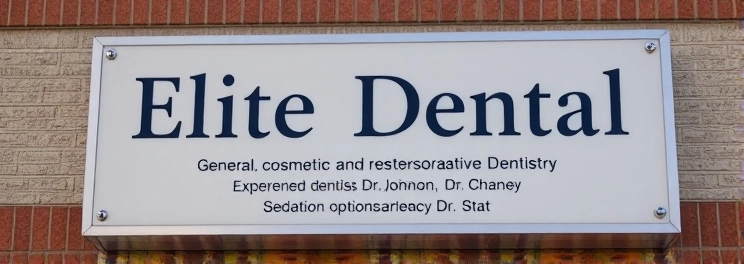 Elite Dental
General, cosmetic and restersoraative Dentistry
Experened dentiss Dr. Johnon, Dr. Chaney
Sedation optionsarleacy Dr. Stat